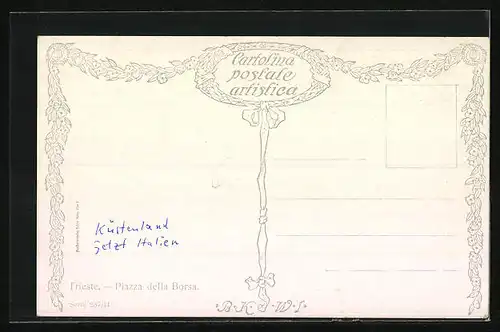 Cartolina
postale
artistica
Küstenland
jetzt Italien
Trieste. — Piazza della Borsa.
B.K.W.I.